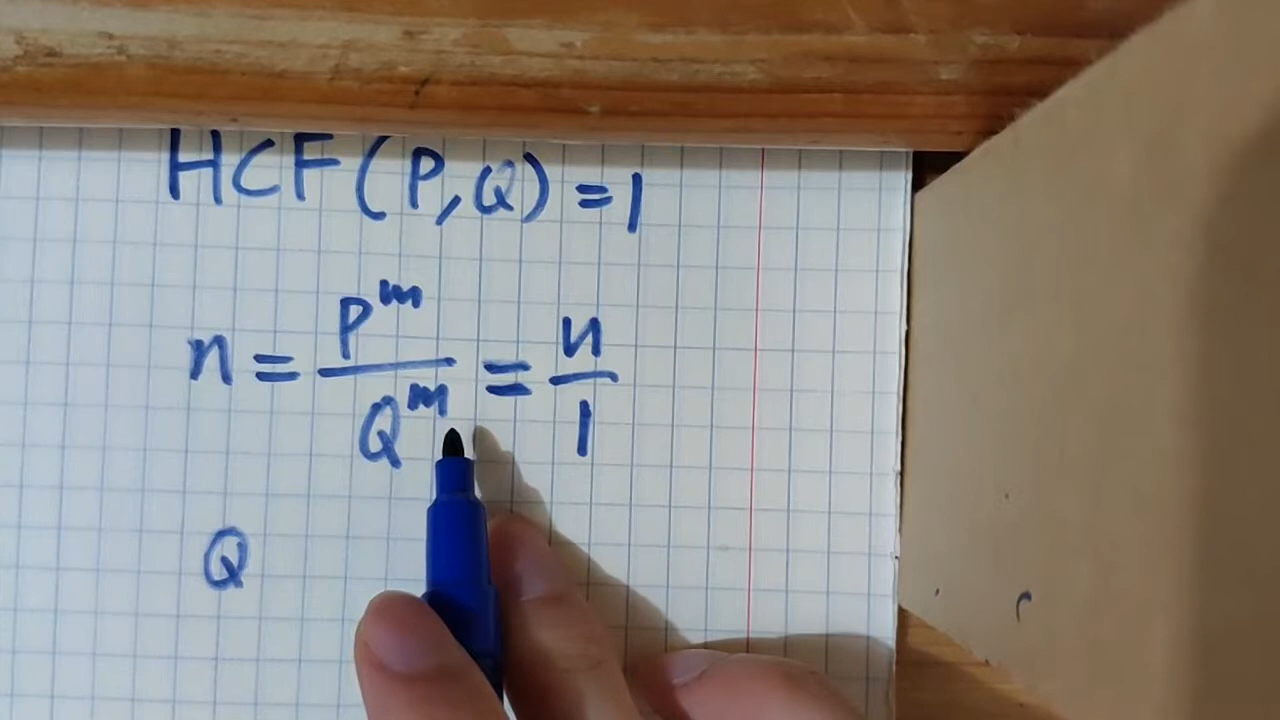 HCF(P,Q)=1
n = P^m / Q^m = n / 1
Q